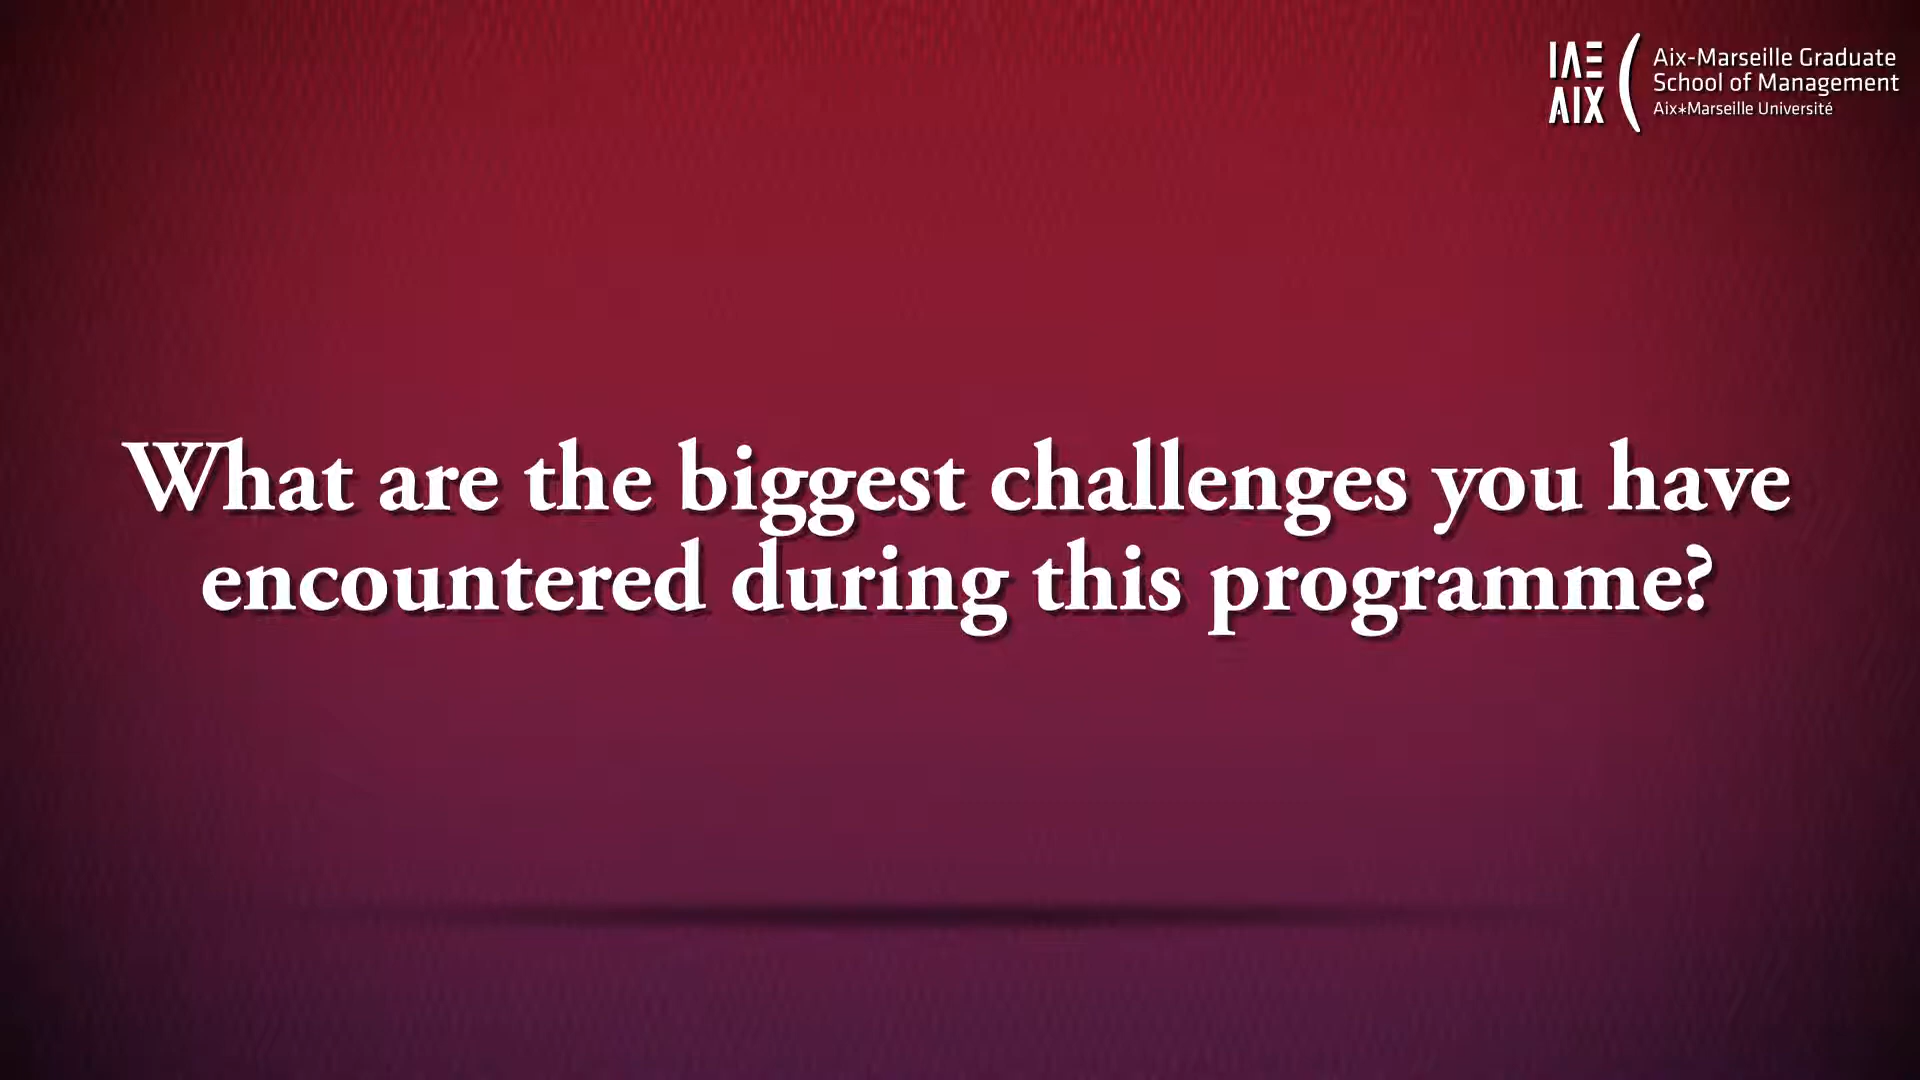 IAE
AIX
Aix-Marseille Graduate
School of Management
Aix*Marseille Université
What are the biggest challenges you have
encountered during this programme?